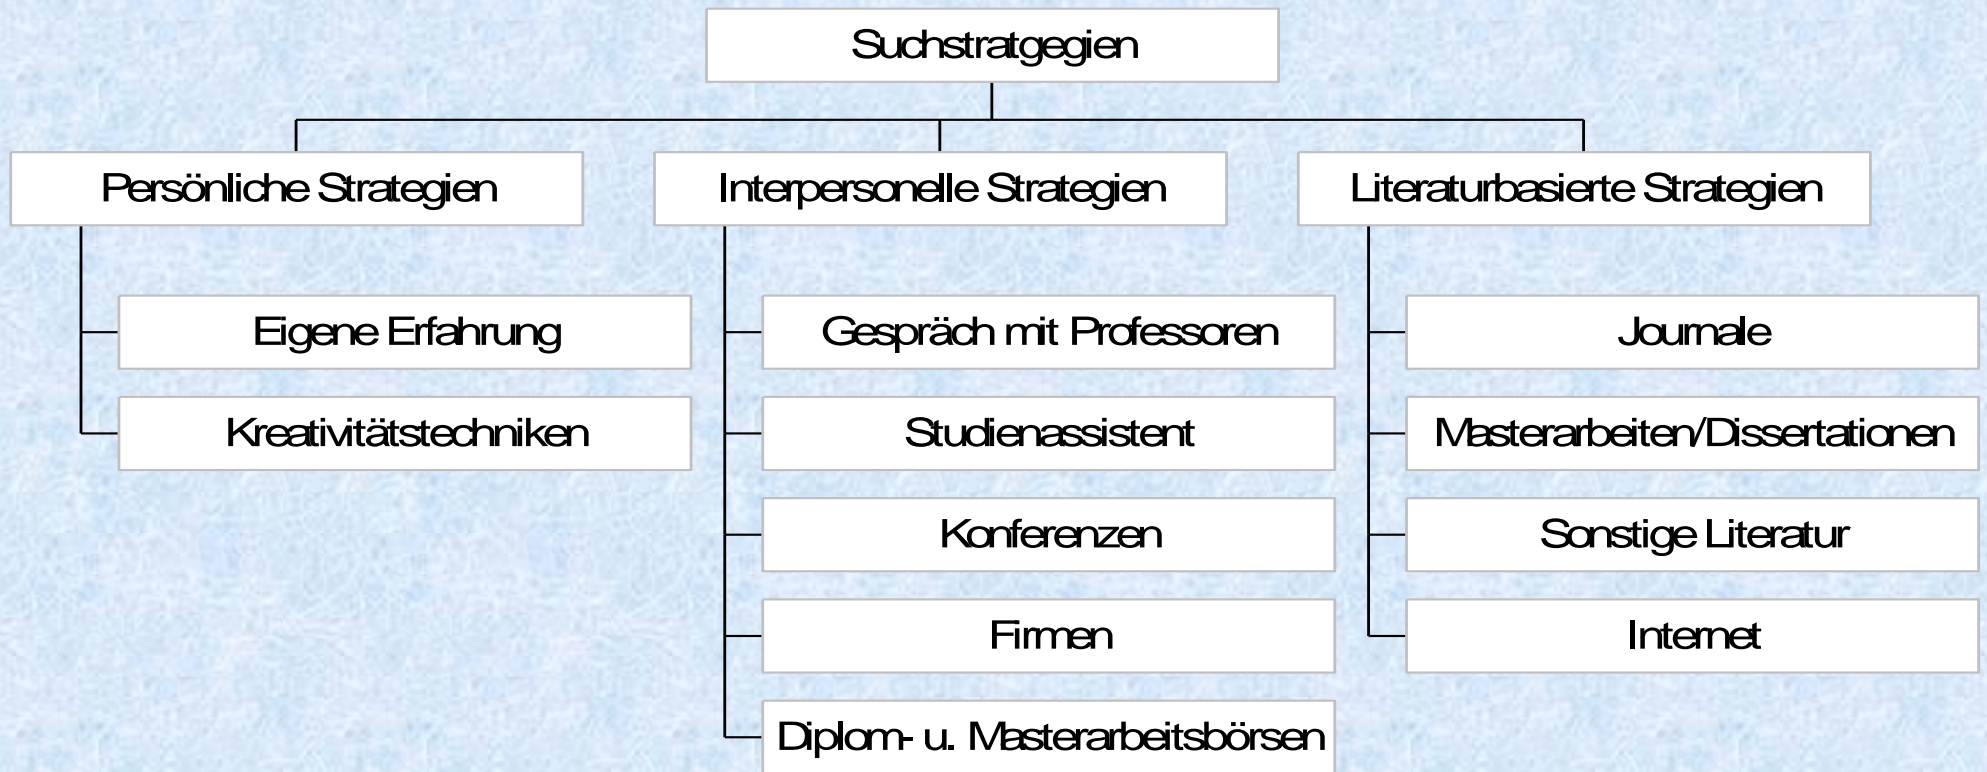 Suchstratgegien
Persönliche Strategien
Eigene Erfahrung
Kreativitätstechniken
Interpersonelle Strategien
Gespräch mit Professoren
Studienassistent
Konferenzen
Firmen
Diplom- u. Masterarbeitsbörsen
Literaturbasierte Strategien
Journale
Masterarbeiten/Dissertationen
Sonstige Literatur
Internet